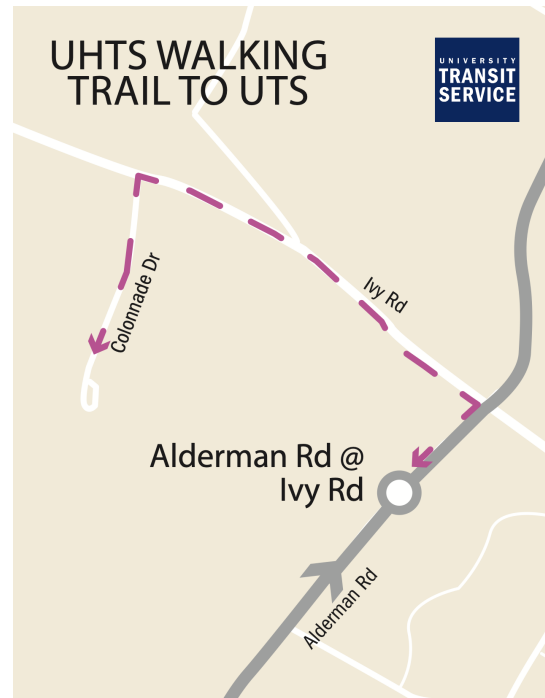 UHTS WALKING
TRAIL TO UTS
UNIVERSITY
TRANSIT
SERVICE
Colonnade Dr
Ivy Rd
Alderman Rd @
Ivy Rd
Alderman Rd